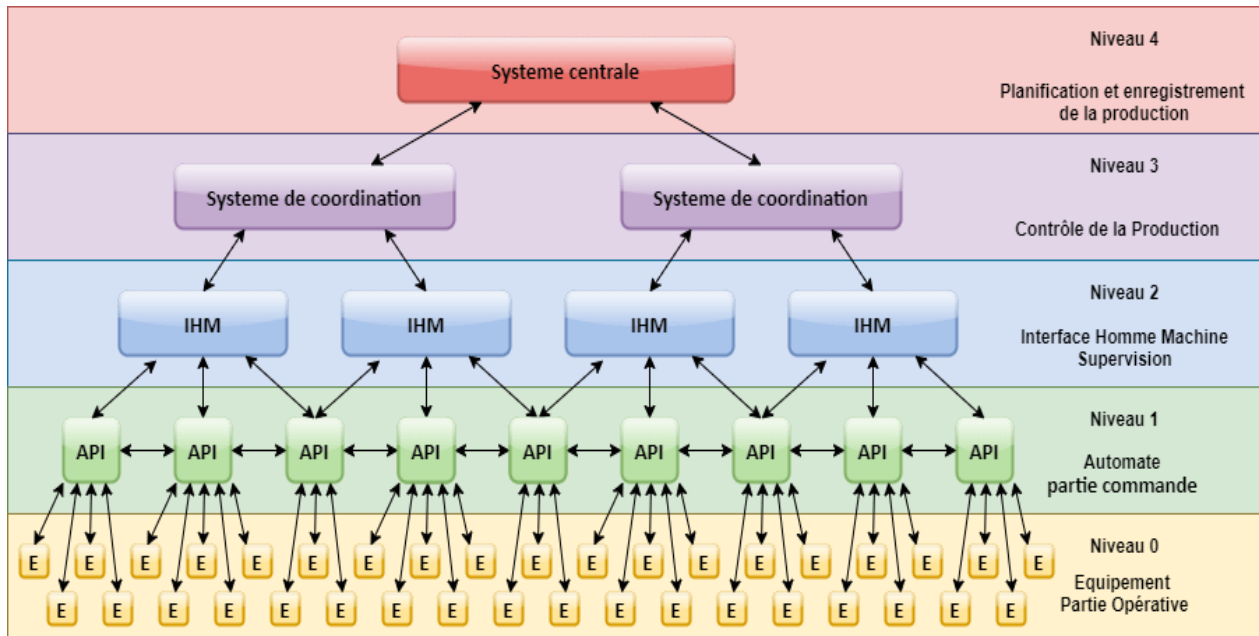 Niveau 4
Systeme centrale
Planification et enregistrement
de la production
Niveau 3
Systeme de coordination
Systeme de coordination
Contrôle de la Production
Niveau 2
IHM
IHM
IHM
IHM
Interface Homme Machine
Supervision
Niveau 1
API
API
API
API
API
API
API
API
API
Automate
partie commande
Niveau 0
E E E E E E E E E E E E E E E E E E E
Equipement
Partie Opérative
E E E E E E E E E E E E E E E E E E